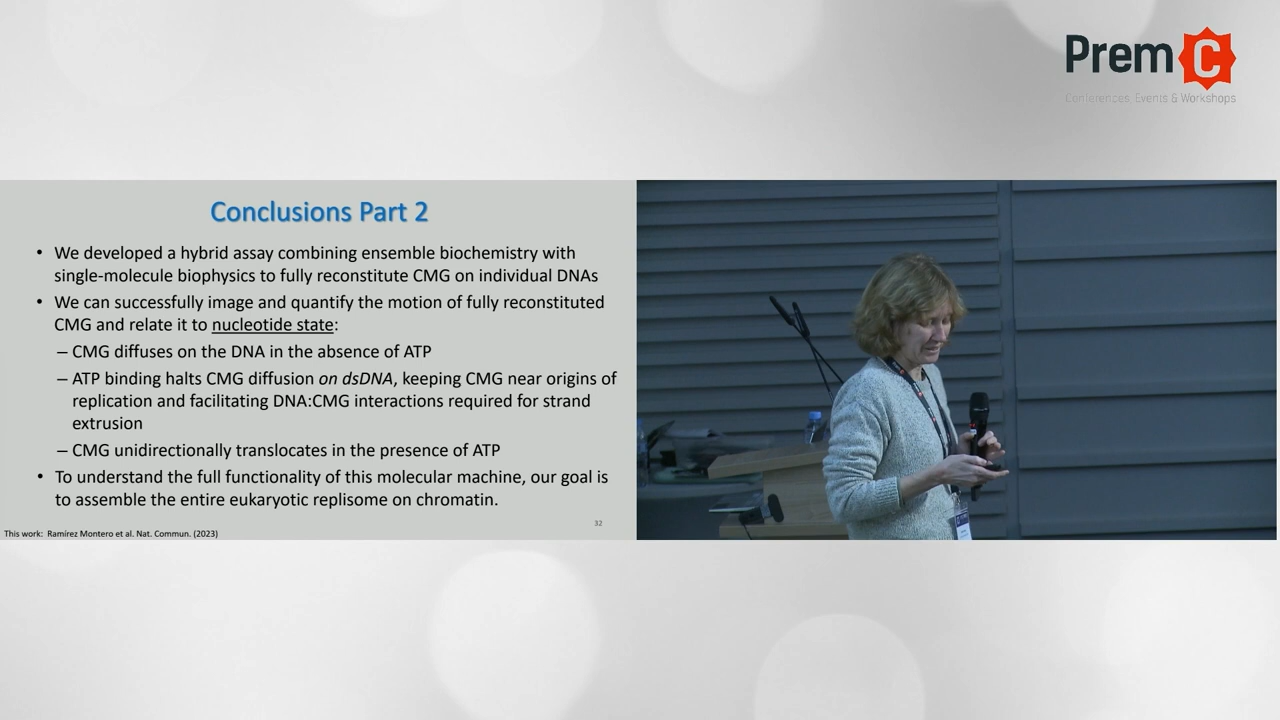 Prem C
Conferences, Events & Workshops
Conclusions Part 2
• We developed a hybrid assay combining ensemble biochemistry with
single-molecule biophysics to fully reconstitute CMG on individual DNAs
• We can successfully image and quantify the motion of fully reconstituted
CMG and relate it to nucleotide state:
– CMG diffuses on the DNA in the absence of ATP
– ATP binding halts CMG diffusion on dsDNA, keeping CMG near origins of
replication and facilitating DNA:CMG interactions required for strand
extrusion
– CMG unidirectionally translocates in the presence of ATP
• To understand the full functionality of this molecular machine, our goal is
to assemble the entire eukaryotic replisome on chromatin.
32
This work: Ramírez Montero et al. Nat. Commun. (2023)